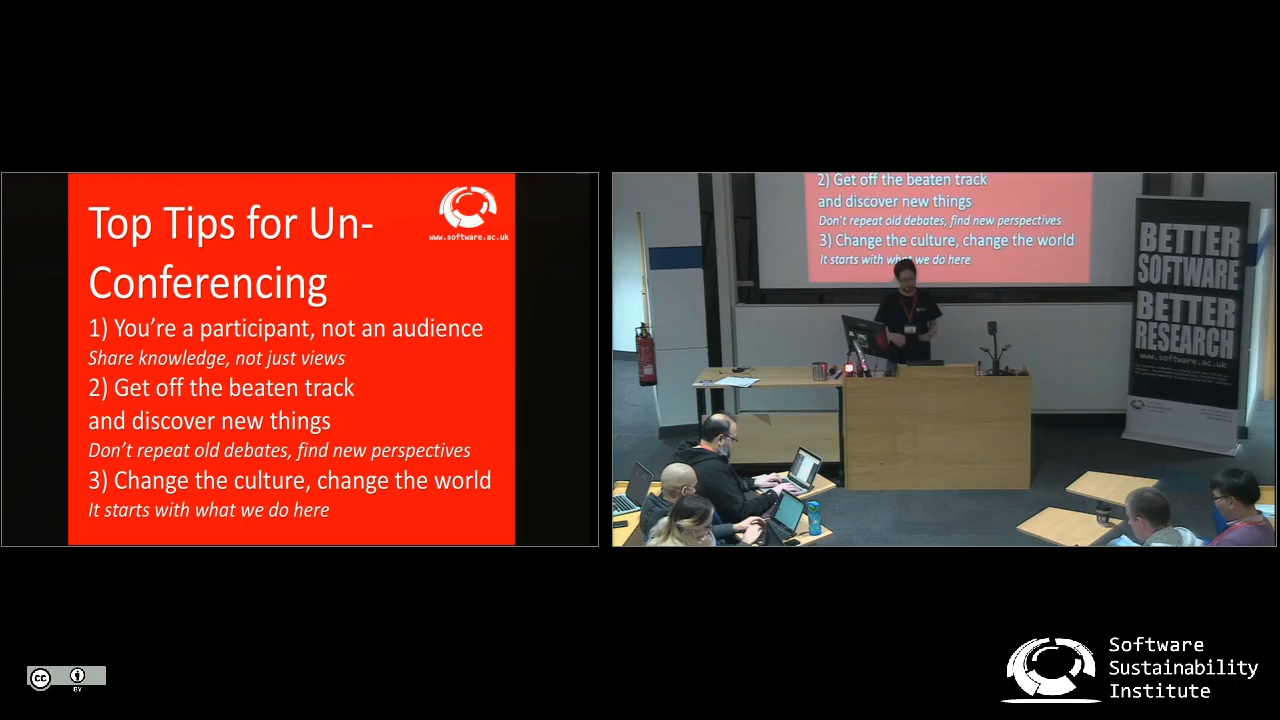 Top Tips for Un-
Conferencing
www.software.ac.uk
1) You’re a participant, not an audience
Share knowledge, not just views
2) Get off the beaten track
and discover new things
Don’t repeat old debates, find new perspectives
3) Change the culture, change the world
It starts with what we do here
2) Get off the beaten track
and discover new things
Don’t repeat old debates, find new perspectives
3) Change the culture, change the world
It starts with what we do here
BETTER
SOFTWARE
BETTER
RESEARCH
www.software.ac.uk
cc
BY
Software
Sustainability
Institute